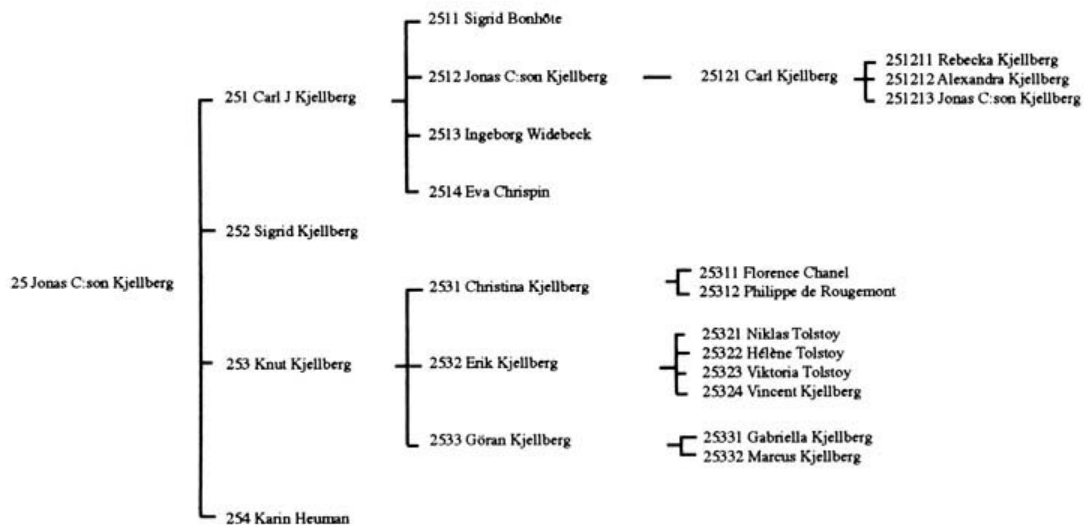 2511 Sigrid Bonhôte
2512 Jonas C:son Kjellberg
25121 Carl Kjellberg
251211 Rebecka Kjellberg
251212 Alexandra Kjellberg
251213 Jonas C:son Kjellberg
251 Carl J Kjellberg
2513 Ingeborg Widebeck
2514 Eva Chrispin
252 Sigrid Kjellberg
25 Jonas C:son Kjellberg
2531 Christina Kjellberg
25311 Florence Chanel
25312 Philippe de Rougemont
253 Knut Kjellberg
2532 Erik Kjellberg
25321 Niklas Tolstoy
25322 Hélène Tolstoy
25323 Viktoria Tolstoy
25324 Vincent Kjellberg
2533 Göran Kjellberg
25331 Gabriella Kjellberg
25332 Marcus Kjellberg
254 Karin Heuman